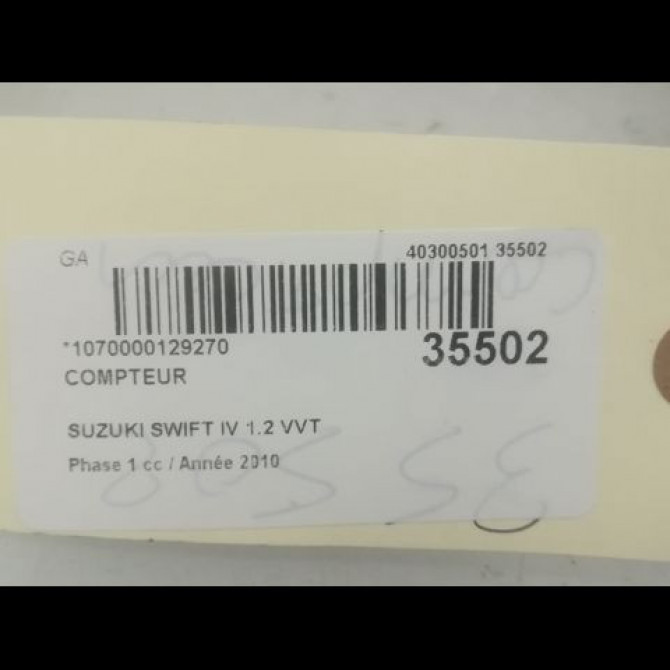 GA 40300501 35502
*1070000129270 35502
COMPTEUR
SUZUKI SWIFT IV 1.2 VVT
Phase 1 cc / Année 2010